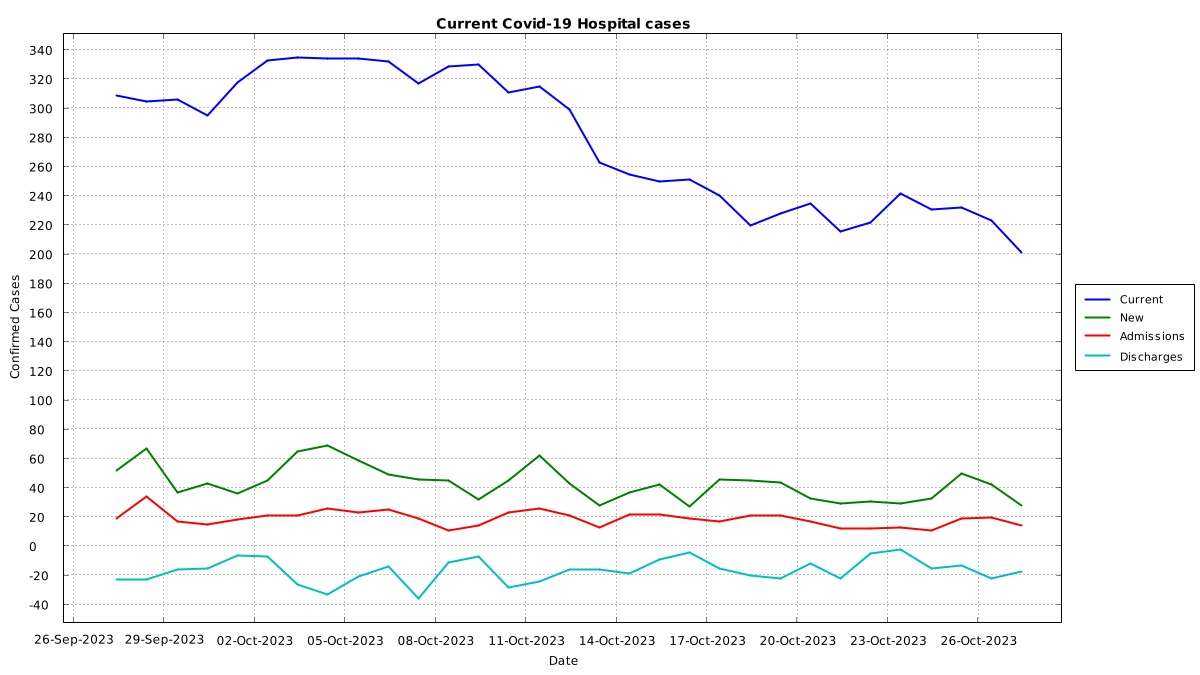 Current Covid-19 Hospital cases
340
320
300
280
260
240
220
200
180
160
140
120
100
80
60
40
20
0
-20
-40
Confirmed Cases
26-Sep-2023 29-Sep-2023 02-Oct-2023 05-Oct-2023 08-Oct-2023 11-Oct-2023 14-Oct-2023 17-Oct-2023 20-Oct-2023 23-Oct-2023 26-Oct-2023
Date
Current
New
Admissions
Discharges